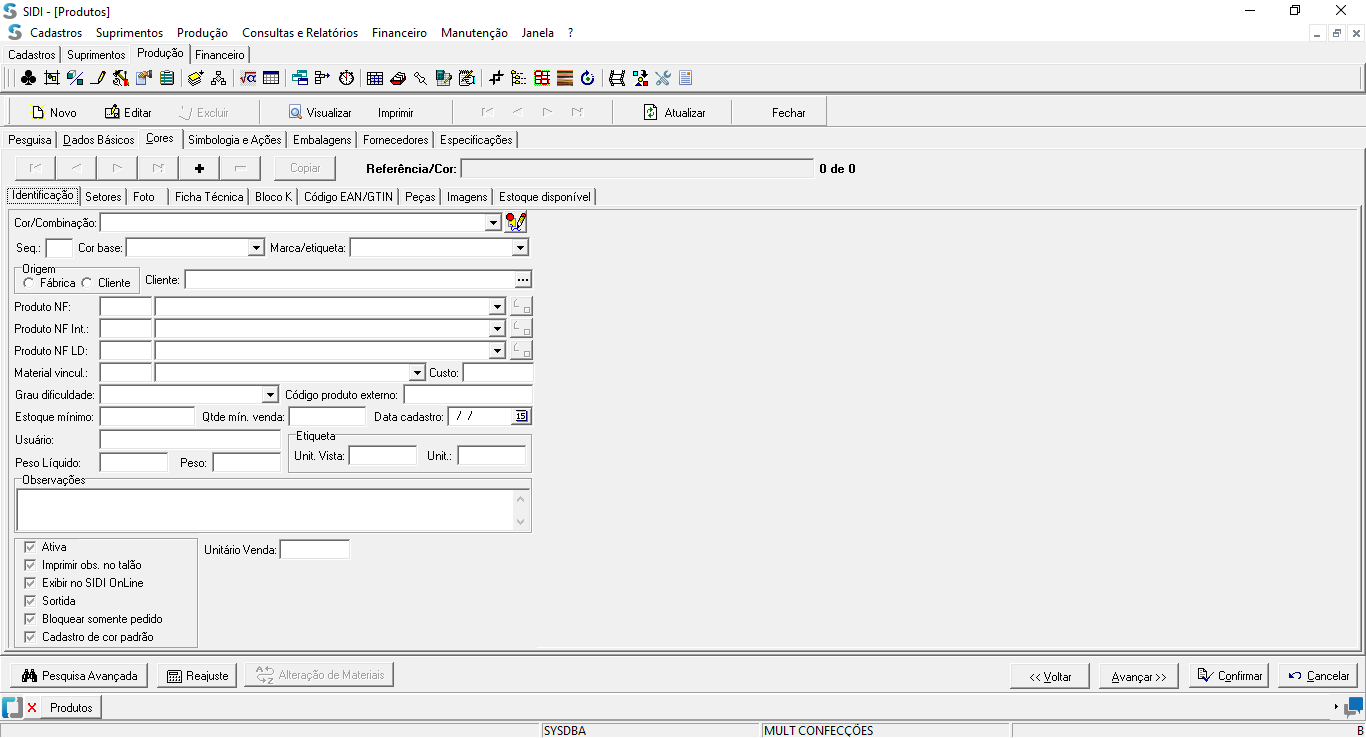 SIDI - [Produtos]
Cadastros Suprimentos Produção Consultas e Relatórios Financeiro Manutenção Janela ?
Cadastros Suprimentos Produção Financeiro
Novo Editar Excluir Visualizar Imprimir Atualizar Fechar
Pesquisa Dados Básicos Cores Simbologia e Ações Embalagens Fornecedores Especificações
Copiar Referência/Cor: 0 de 0
Identificação Setores Foto Ficha Técnica Bloco K Código EAN/GTIN Peças Imagens Estoque disponível
Cor/Combinação:
Seq.: Cor base: Marca/etiqueta:
Origem
Fábrica Cliente Cliente:
Produto NF:
Produto NF Int.:
Produto NF LD:
Material vincul.: Custo:
Grau dificuldade: Código produto externo:
Estoque mínimo: Qtde mín. venda: Data cadastro: / / 15
Usuário:
Etiqueta
Unit. Vista: Unit.:
Peso Líquido: Peso:
Observações
Ativa
Unitário Venda:
Imprimir obs. no talão
Exibir no SIDI OnLine
Sortida
Bloquear somente pedido
Cadastro de cor padrão
Pesquisa Avançada Reajuste Alteração de Materiais << Voltar Avançar >> Confirmar Cancelar
Produtos
SYSDBA MULT CONFECÇÕES B